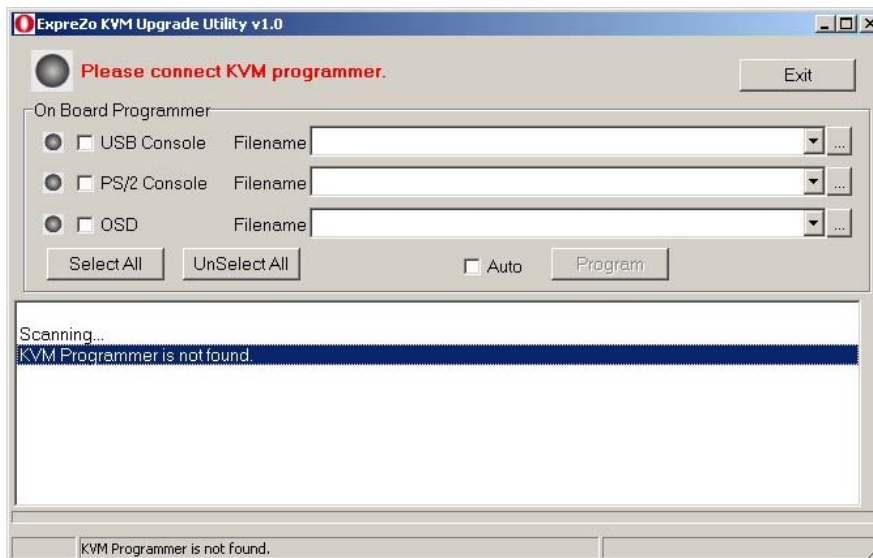 ExpreZo KVM Upgrade Utility v1.0
Please connect KVM programmer.
Exit
On Board Programmer
USB Console Filename ...
PS/2 Console Filename ...
OSD Filename ...
Select All UnSelect All Auto Program
Scanning...
KVM Programmer is not found.
KVM Programmer is not found.